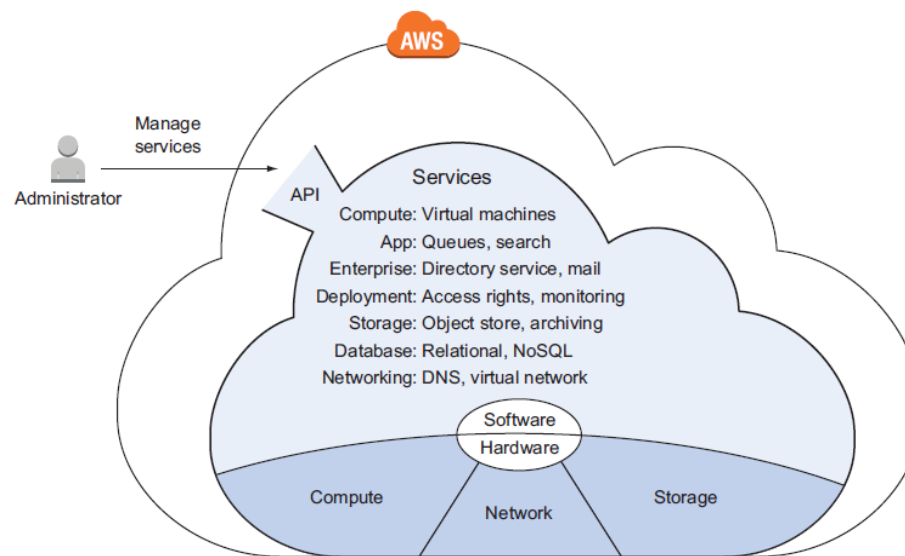 AWS
Manage
services
Administrator
API
Services
Compute: Virtual machines
App: Queues, search
Enterprise: Directory service, mail
Deployment: Access rights, monitoring
Storage: Object store, archiving
Database: Relational, NoSQL
Networking: DNS, virtual network
Software
Hardware
Compute
Network
Storage